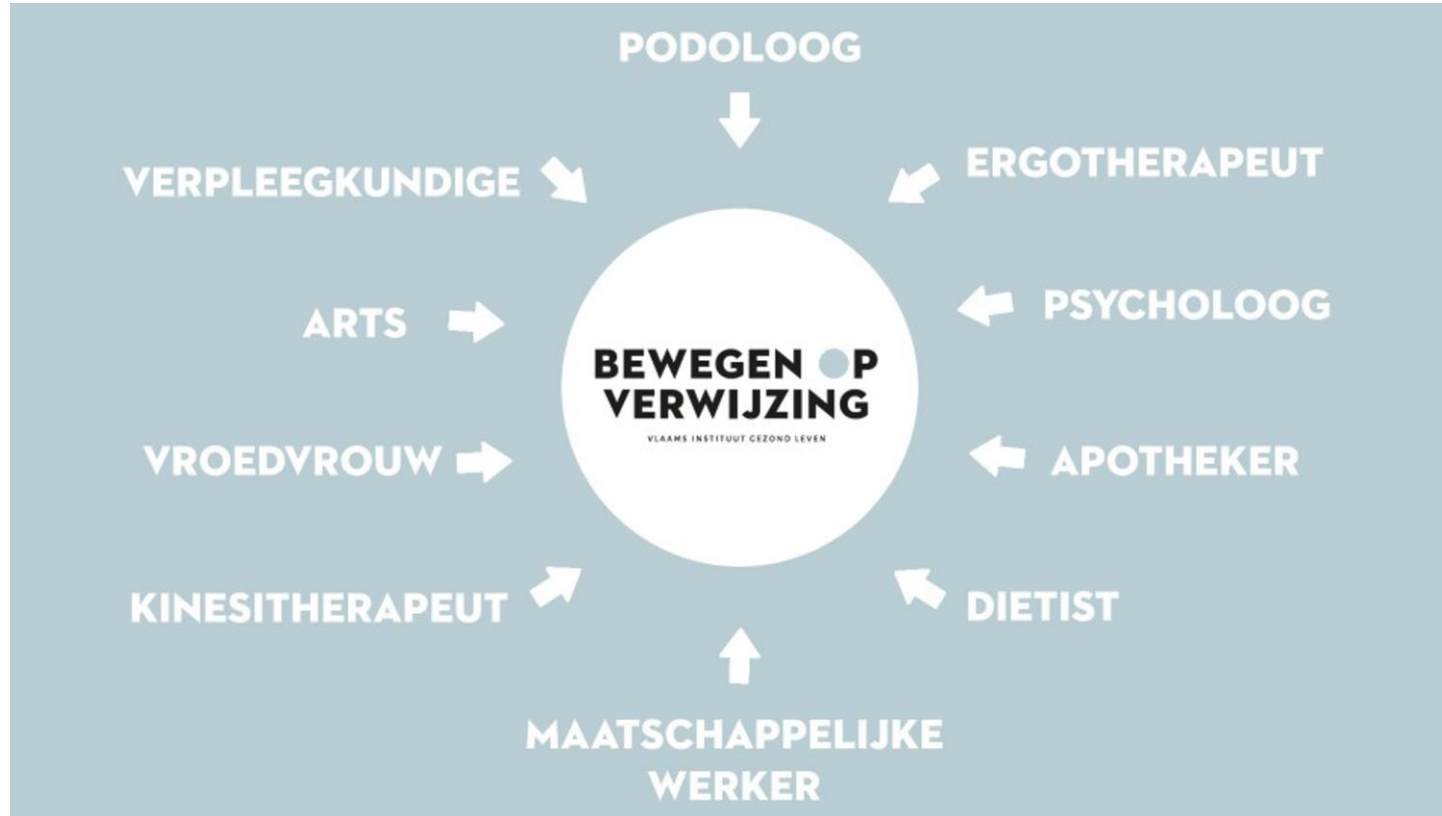 PODOLOOG
VERPLEEGKUNDIGE
ERGOTHERAPEUT
ARTS
PSYCHOLOOG
BEWEGEN OP
VERWIJZING
VLAAMS INSTITUUT GEZOND LEVEN
VROEDVROUW
APOTHEKER
KINESITHERAPEUT
DIETIST
MAATSCHAPPELIJKE
WERKER